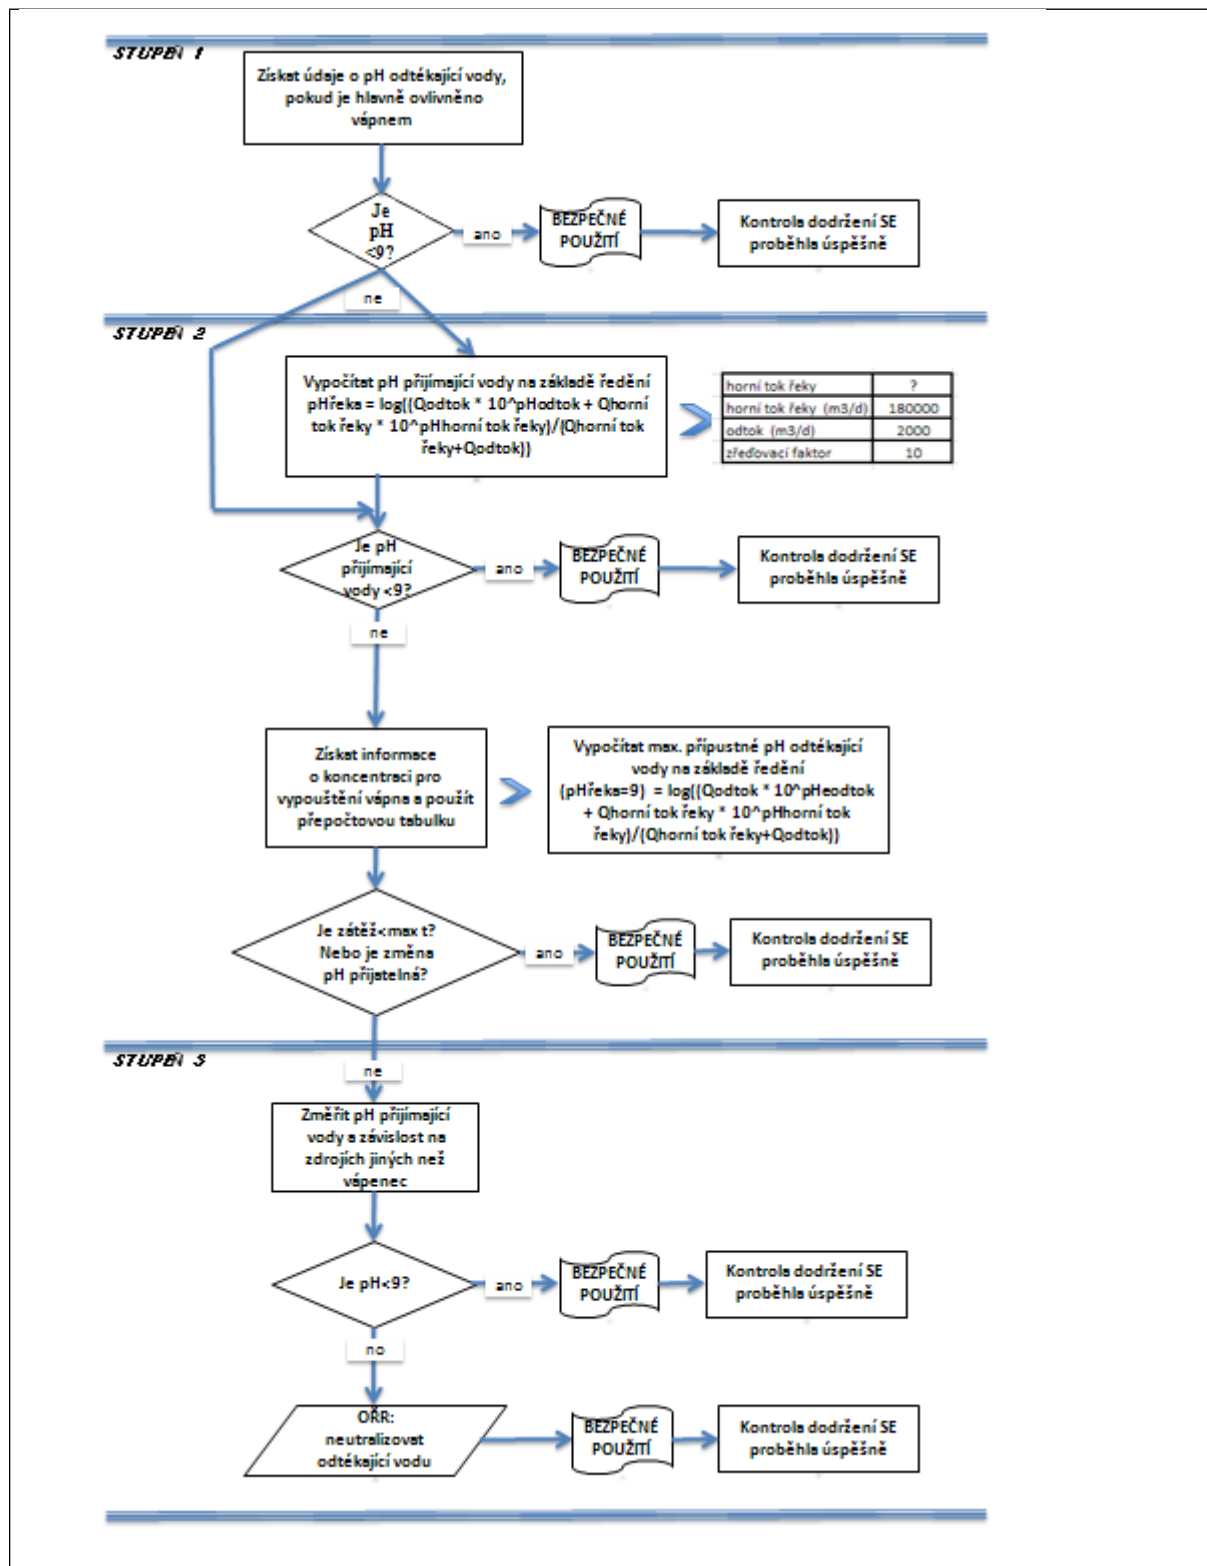 STUPEŇ 1
Získat údaje o pH odtékající vody,
pokud je hlavně ovlivněno
vápnem
Je
pH
<9?
ano
BEZPEČNÉ
POUŽITÍ
Kontrola dodržení SE
proběhla úspěšně
ne
STUPEŇ 2
Vypočítat pH přijímající vody na základě ředění
pHřeka = log((Qodtok * 10^pHodtok + Qhorní
tok řeky * 10^pHhorní tok řeky)/(Qhorní tok
řeky+Qodtok))
horní tok řeky ?
horní tok řeky (m3/d) 180000
odtok (m3/d) 2000
zřeďovací faktor 10
Je pH
přijímající
vody <9?
ano
BEZPEČNÉ
POUŽITÍ
Kontrola dodržení SE
proběhla úspěšně
ne
Získat informace
o koncentraci pro
vypouštění vápna a použít
přepočtovou tabulku
Vypočítat max. přípustné pH odtékající
vody na základě ředění
(pHřeka=9) = log((Qodtok * 10^pHeodtok
+ Qhorní tok řeky * 10^pHhorní tok
řeky)/(Qhorní tok řeky+Qodtok))
Je zátěž<max t?
Nebo je změna
pH přijatelná?
ano
BEZPEČNÉ
POUŽITÍ
Kontrola dodržení SE
proběhla úspěšně
STUPEŇ 3
ne
Změřit pH přijímající
vody a závislost na
zdrojích jiných než
vápenec
Je pH<9?
ano
BEZPEČNÉ
POUŽITÍ
Kontrola dodržení SE
proběhla úspěšně
no
OŘR:
neutralizovat
odtékající vodu
BEZPEČNÉ
POUŽITÍ
Kontrola dodržení SE
proběhla úspěšně